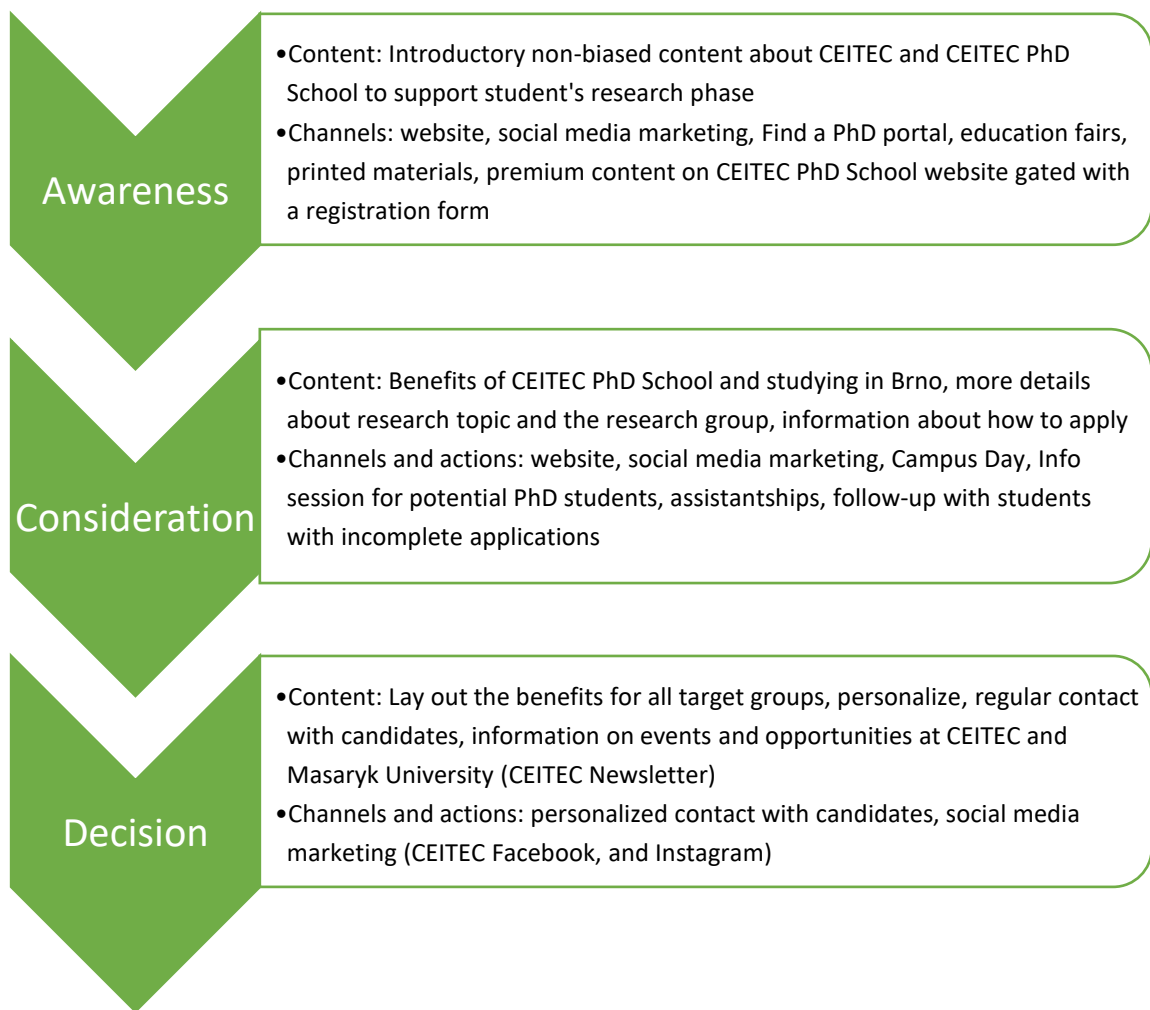 Awareness
•Content: Introductory non-biased content about CEITEC and CEITEC PhD
School to support student's research phase
•Channels: website, social media marketing, Find a PhD portal, education fairs,
printed materials, premium content on CEITEC PhD School website gated with
a registration form
Consideration
•Content: Benefits of CEITEC PhD School and studying in Brno, more details
about research topic and the research group, information about how to apply
•Channels and actions: website, social media marketing, Campus Day, Info
session for potential PhD students, assistantships, follow-up with students
with incomplete applications
Decision
•Content: Lay out the benefits for all target groups, personalize, regular contact
with candidates, information on events and opportunities at CEITEC and
Masaryk University (CEITEC Newsletter)
•Channels and actions: personalized contact with candidates, social media
marketing (CEITEC Facebook, and Instagram)